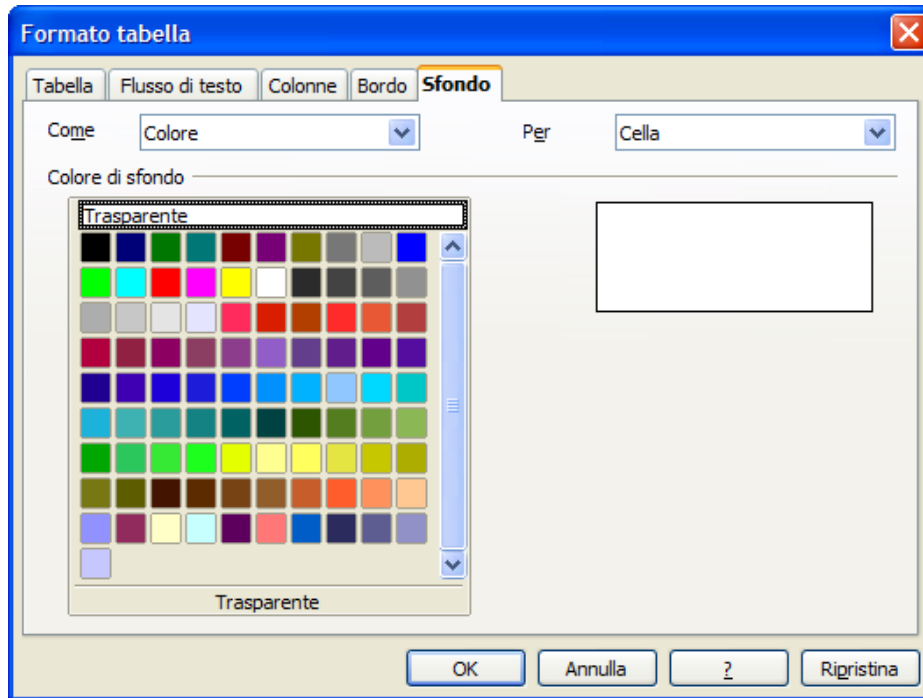 Formato tabella
Tabella Flusso di testo Colonne Bordo Sfondo
Come Colore Per Cella
Colore di sfondo
Trasparente
Trasparente
OK Annulla ? Ripristina